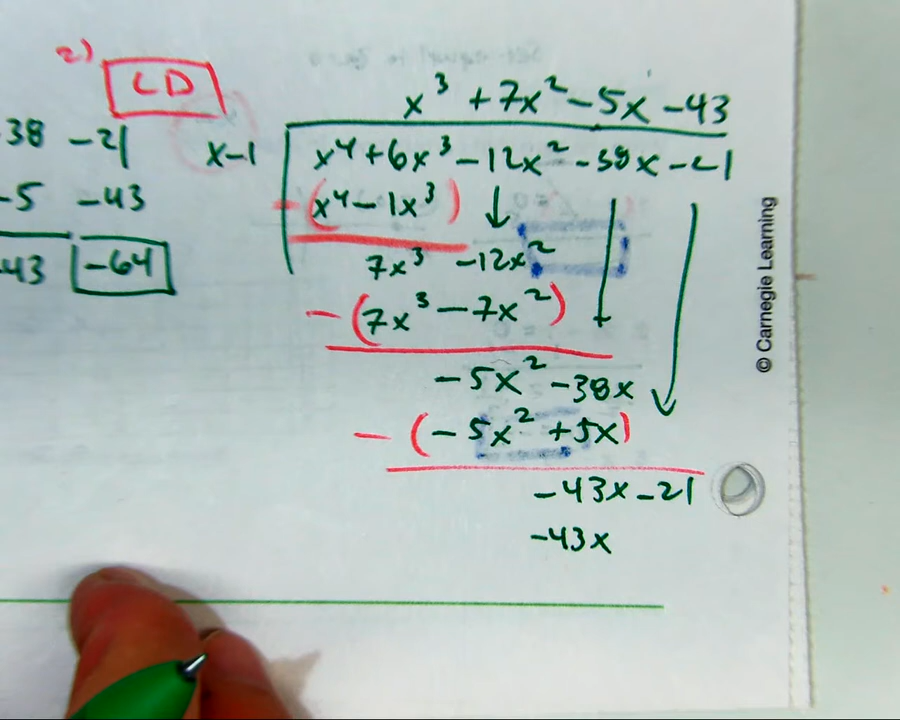 2) LD
x³ + 7x² - 5x - 43
38 -21
x-1 x⁴ + 6x³ - 12x² - 38x - 21
-5 -43
-(x⁴ - 1x³)
43 -64
7x³ - 12x²
-(7x³ - 7x²)
-5x² - 38x
-(-5x² + 5x)
-43x - 21
-43x
© Carnegie Learning